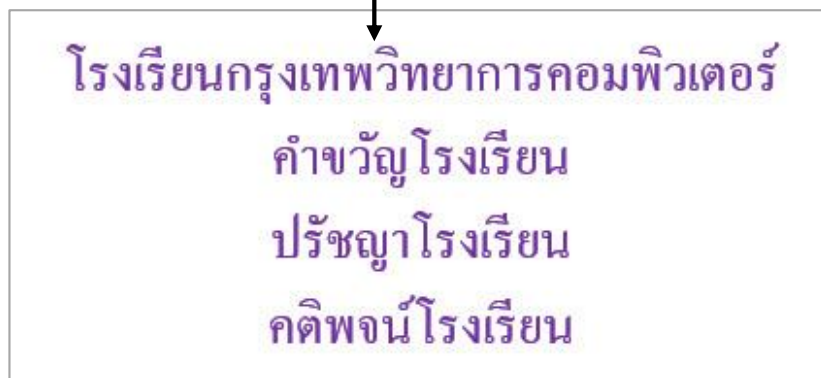 โรงเรียนกรุงเทพวิทยาการคอมพิวเตอร์
คำขวัญโรงเรียน
ปรัชญาโรงเรียน
คติพจน์โรงเรียน